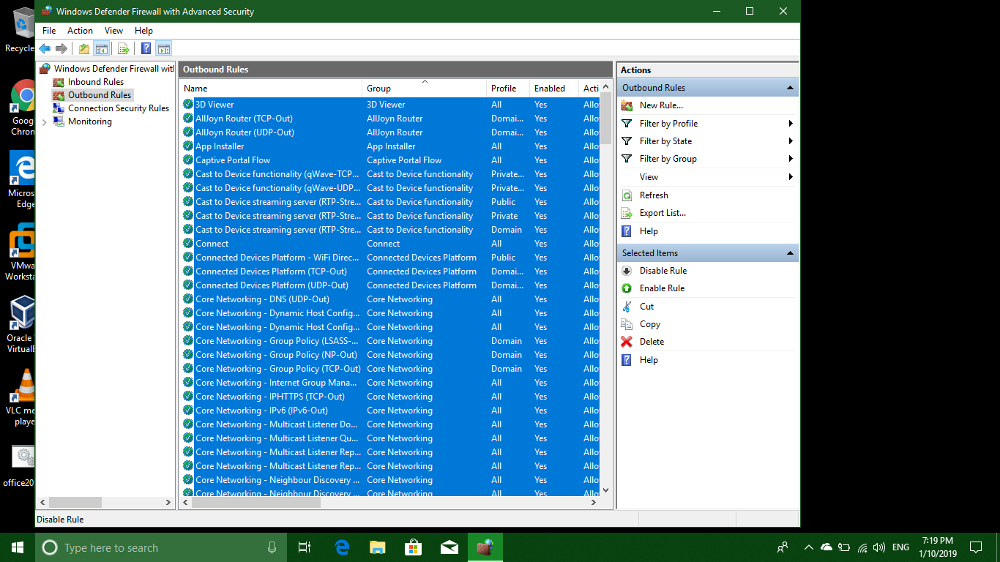 Windows Defender Firewall with Advanced Security
File Action View Help
Recycle
Goog
Chron
Micros
Edge
VMwa
Worksta
Oracle
VirtualB
VLC me
playe
office20
Windows Defender Firewall with
Inbound Rules
Outbound Rules
Connection Security Rules
Monitoring
Outbound Rules
Name Group Profile Enabled Acti
3D Viewer 3D Viewer All Yes Allo
AllJoyn Router (TCP-Out) AllJoyn Router Domai... Yes Allo
AllJoyn Router (UDP-Out) AllJoyn Router Domai... Yes Allo
App Installer App Installer All Yes Allo
Captive Portal Flow Captive Portal Flow All Yes Allo
Cast to Device functionality (qWave-TCP... Cast to Device functionality Private... Yes Allo
Cast to Device functionality (qWave-UDP... Cast to Device functionality Private... Yes Allo
Cast to Device streaming server (RTP-Stre... Cast to Device functionality Public Yes Allo
Cast to Device streaming server (RTP-Stre... Cast to Device functionality Private Yes Allo
Cast to Device streaming server (RTP-Stre... Cast to Device functionality Domain Yes Allo
Connect Connect All Yes Allo
Connected Devices Platform - WiFi Direc... Connected Devices Platform Public Yes Allo
Connected Devices Platform (TCP-Out) Connected Devices Platform Domai... Yes Allo
Connected Devices Platform (UDP-Out) Connected Devices Platform Domai... Yes Allo
Core Networking - DNS (UDP-Out) Core Networking All Yes Allo
Core Networking - Dynamic Host Config... Core Networking All Yes Allo
Core Networking - Dynamic Host Config... Core Networking All Yes Allo
Core Networking - Group Policy (LSASS-... Core Networking Domain Yes Allo
Core Networking - Group Policy (NP-Out) Core Networking Domain Yes Allo
Core Networking - Group Policy (TCP-Out) Core Networking Domain Yes Allo
Core Networking - Internet Group Mana... Core Networking All Yes Allo
Core Networking - IPHTTPS (TCP-Out) Core Networking All Yes Allo
Core Networking - IPv6 (IPv6-Out) Core Networking All Yes Allo
Core Networking - Multicast Listener Do... Core Networking All Yes Allo
Core Networking - Multicast Listener Qu... Core Networking All Yes Allo
Core Networking - Multicast Listener Rep... Core Networking All Yes Allo
Core Networking - Multicast Listener Rep... Core Networking All Yes Allo
Core Networking - Neighbour Discovery ... Core Networking All Yes Allo
Core Networking - Neighbour Discovery ... Core Networking All Yes Allo
Actions
Outbound Rules
New Rule...
Filter by Profile
Filter by State
Filter by Group
View
Refresh
Export List...
Help
Selected Items
Disable Rule
Enable Rule
Cut
Copy
Delete
Help
Disable Rule
Type here to search
ENG
7:19 PM
1/10/2019